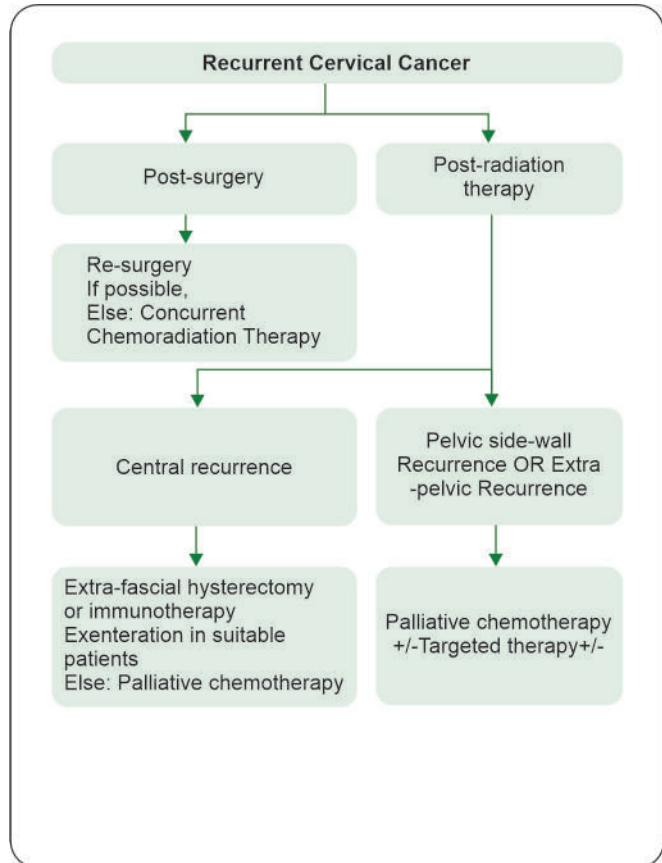 Recurrent Cervical Cancer
Post-surgery
Post-radiation
therapy
Re-surgery
If possible,
Else: Concurrent
Chemoradiation Therapy
Central recurrence
Pelvic side-wall
Recurrence OR Extra
-pelvic Recurrence
Extra-fascial hysterectomy
or immunotherapy
Exenteration in suitable
patients
Else: Palliative chemotherapy
Palliative chemotherapy
+/-Targeted therapy+/-